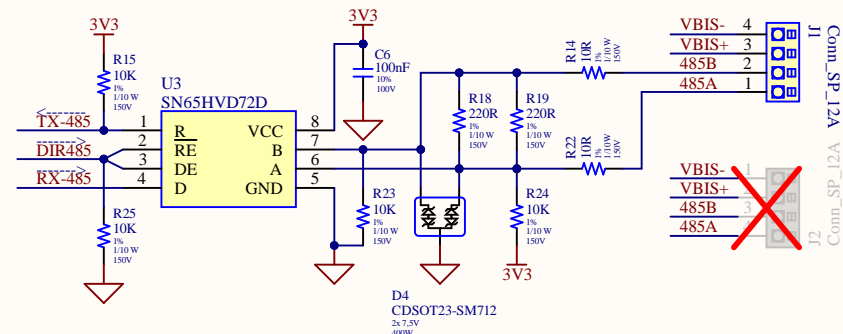 3V3
R15
10K
1%
1/10 W
150V
U3
SN65HVD72D
TX-485
DIR485
RX-485
1
2
3
4
R
RE
DE
D
VCC
B
A
GND
8
7
6
5
R25
10K
1%
1/10 W
150V
3V3
C6
100nF
10%
100V
R23
10K
1%
1/10 W
150V
D4
CDSOT23-SM712
2x 7,5V
400W
R18
220R
1%
1/10 W
150V
R19
220R
1%
1/10 W
150V
R14
10R
1%
1/10 W
150V
R22
10R
1%
1/10 W
150V
R24
10K
1%
1/10 W
150V
3V3
VBIS-
VBIS+
485B
485A
4
3
2
1
J1
Conn_SP_12A
VBIS-
VBIS+
485B
485A
1
3
J2
Conn_SP_12A